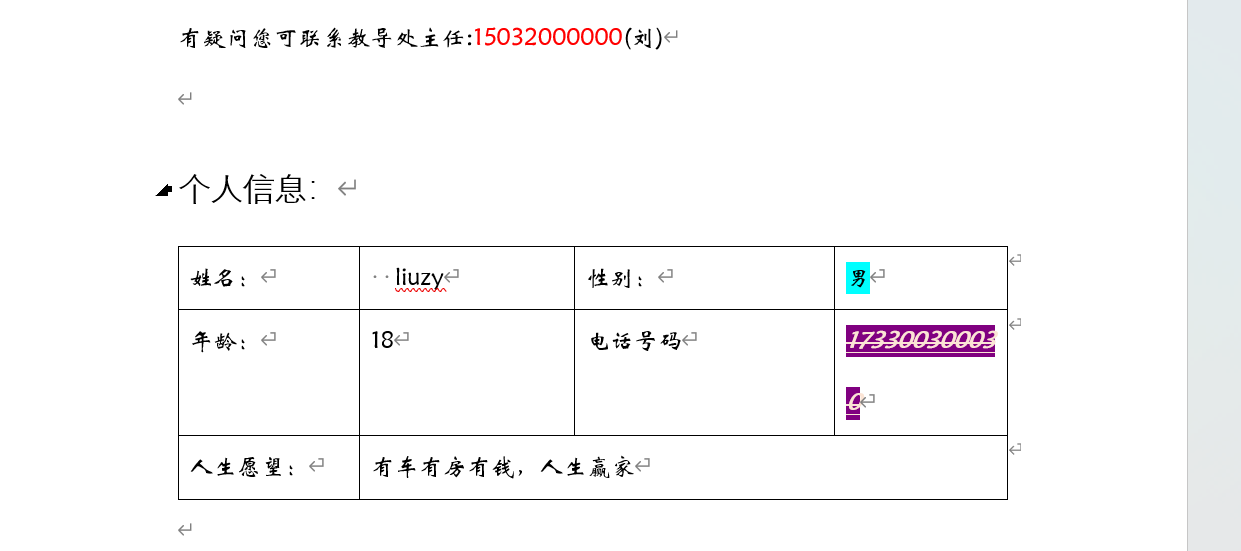 有疑问您可联系教导处主任:15032000000(刘)
个人信息：
姓名： liuzy 性别： 男
年龄： 18 电话号码 17330030003
0
人生愿望： 有车有房有钱，人生赢家